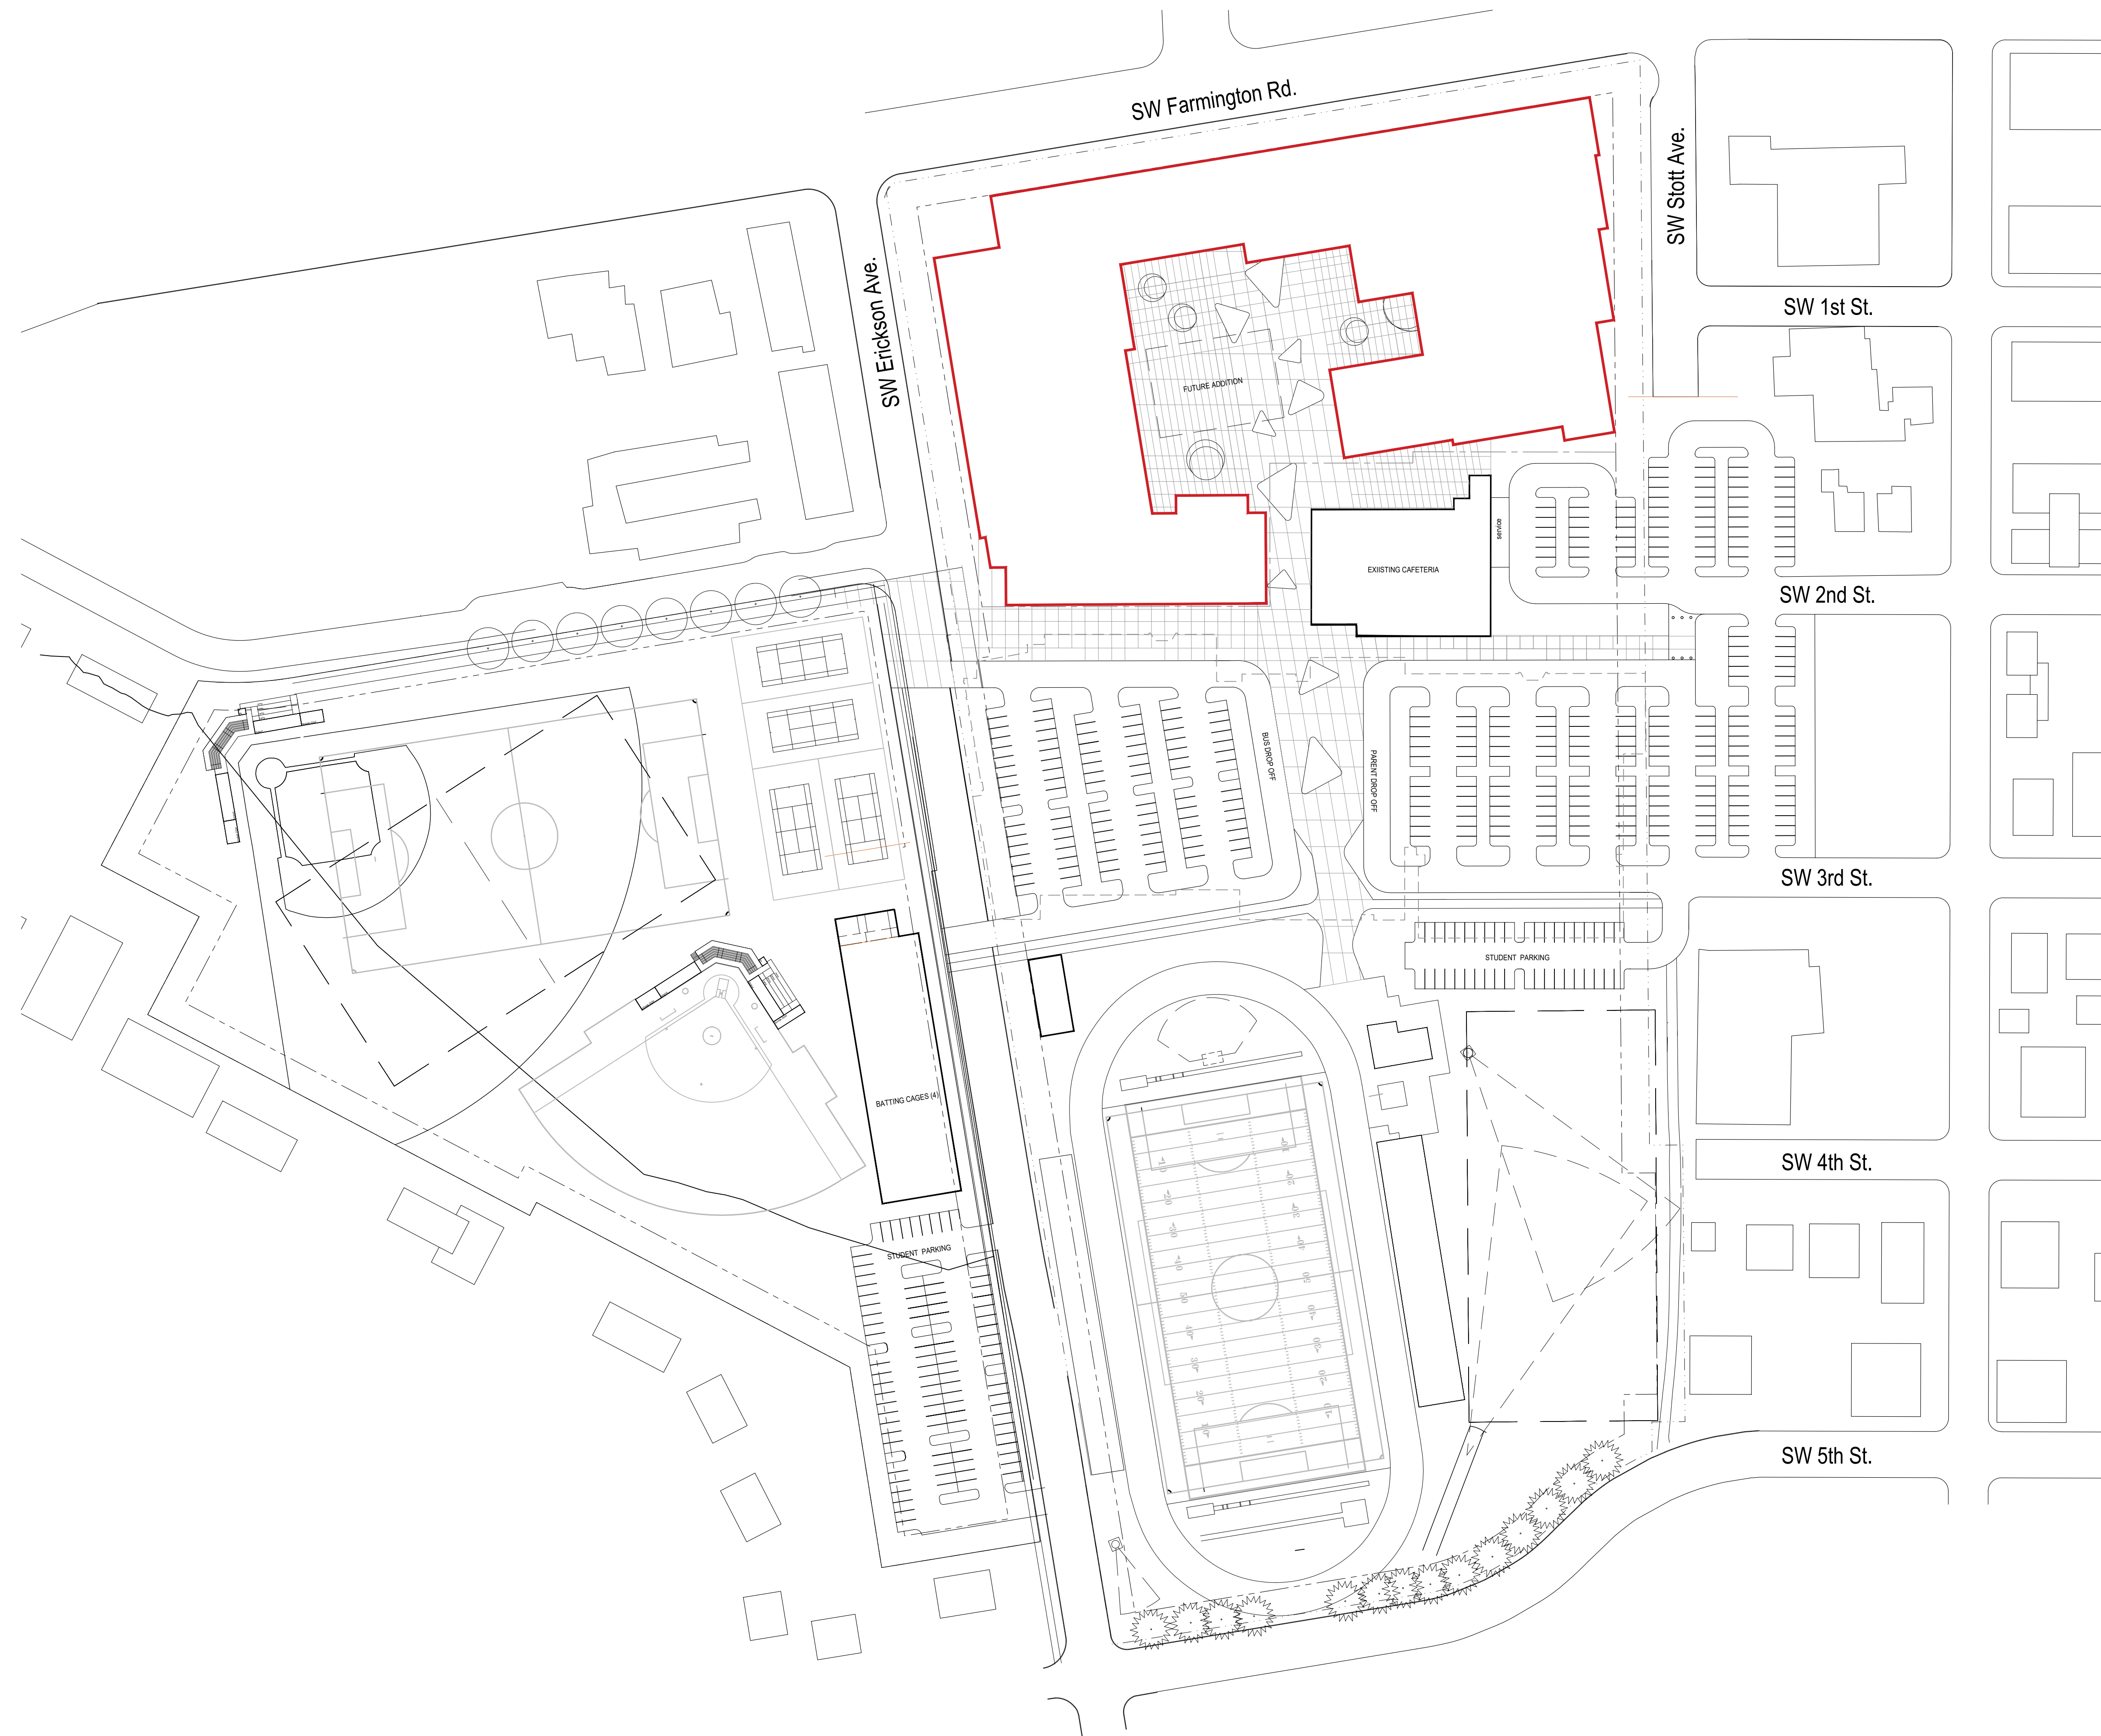 SW Farmington Rd.
SW Stott Ave.
SW Erickson Ave.
SW 1st St.
FUTURE ADDITION
service
EXIISTING CAFETERIA
SW 2nd St.
BUS DROP OFF
PARENT DROP OFF
SW 3rd St.
STUDENT PARKING
BATTING CAGES (4)
SW 4th St.
STUDENT PARKING
SW 5th St.